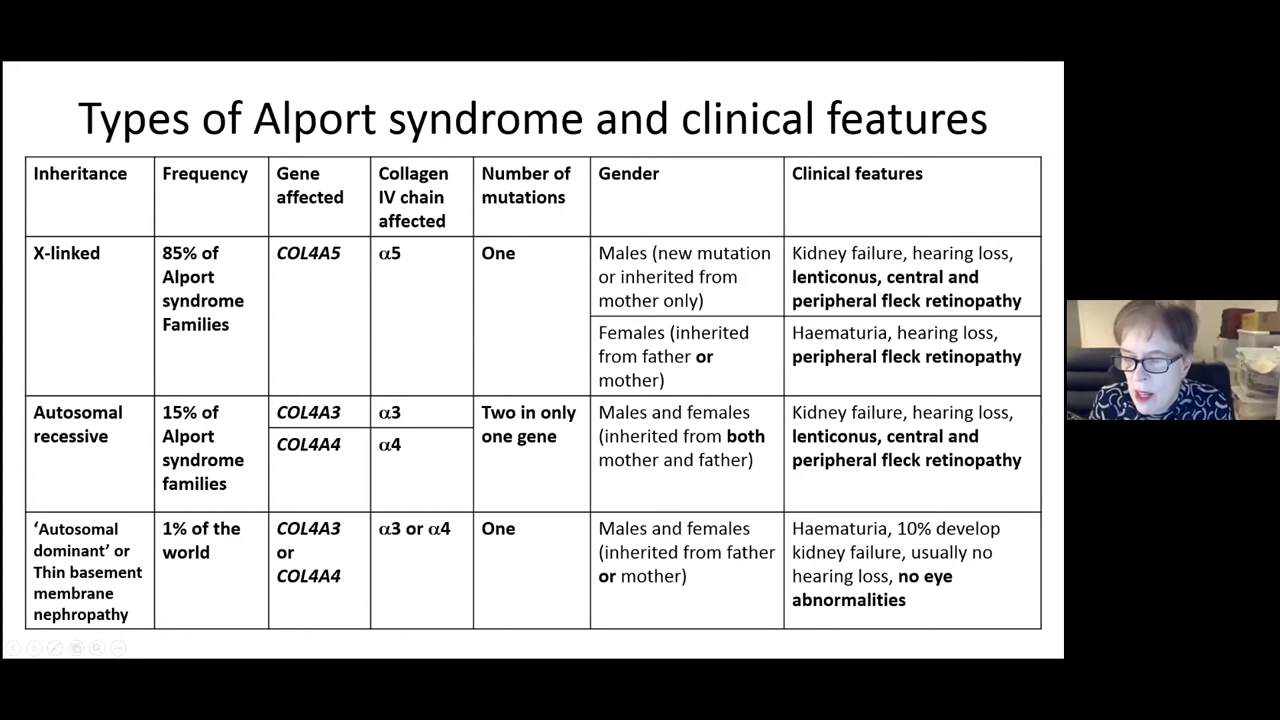 Types of Alport syndrome and clinical features
Inheritance
Frequency
Gene
affected
Collagen
IV chain
affected
Number of
mutations
Gender
Clinical features
X-linked
85% of
Alport
syndrome
Families
COL4A5
α5
One
Males (new mutation
or inherited from
mother only)
Kidney failure, hearing loss,
lenticonus, central and
peripheral fleck retinopathy
Females (inherited
from father or
mother)
Haematuria, hearing loss,
peripheral fleck retinopathy
Autosomal
recessive
15% of
Alport
syndrome
families
COL4A3
α3
COL4A4
α4
Two in only
one gene
Males and females
(inherited from both
mother and father)
Kidney failure, hearing loss,
lenticonus, central and
peripheral fleck retinopathy
‘Autosomal
dominant’ or
Thin basement
membrane
nephropathy
1% of the
world
COL4A3
or
COL4A4
α3 or α4
One
Males and females
(inherited from father
or mother)
Haematuria, 10% develop
kidney failure, usually no
hearing loss, no eye
abnormalities